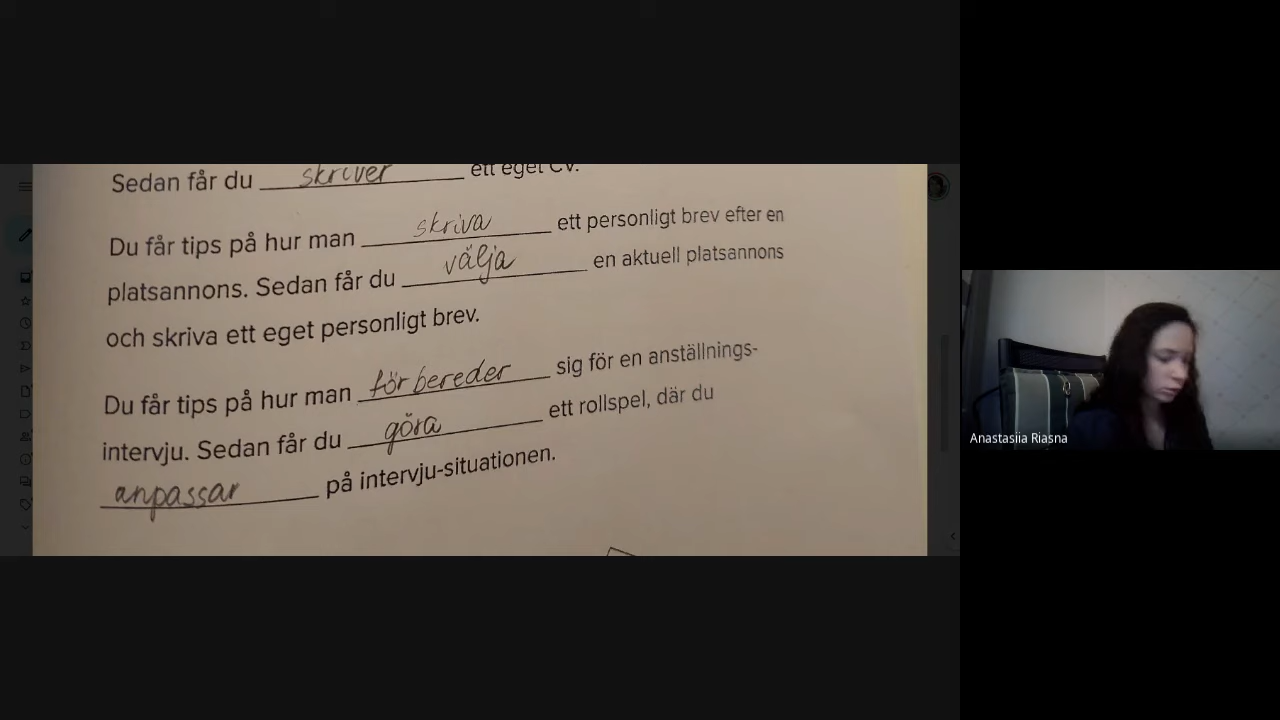 Sedan får du skriver ett eget CV.
Du får tips på hur man skriva ett personligt brev efter en
platsannons. Sedan får du välja en aktuell platsannons
och skriva ett eget personligt brev.
Du får tips på hur man förbereder sig för en anställnings-
intervju. Sedan får du göra ett rollspel, där du
anpassar på intervju-situationen.
Anastasiia Riasna